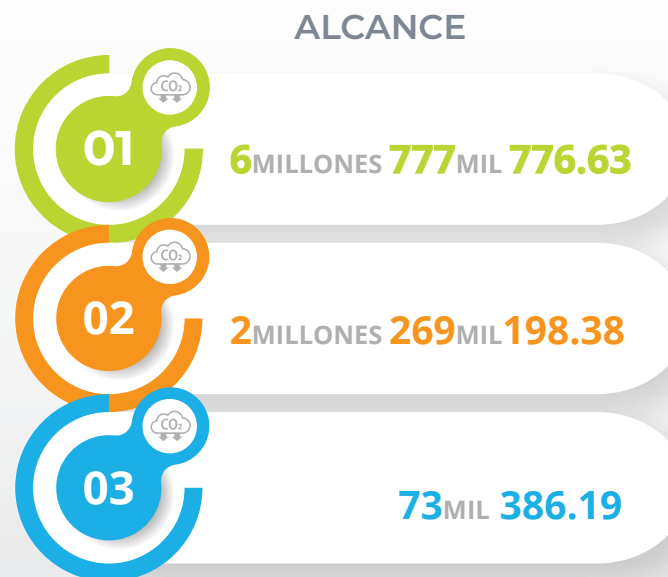 ALCANCE
CO₂
01
6MILLONES 777MIL 776.63
CO₂
02
2MILLONES 269MIL198.38
CO₂
03
73MIL 386.19